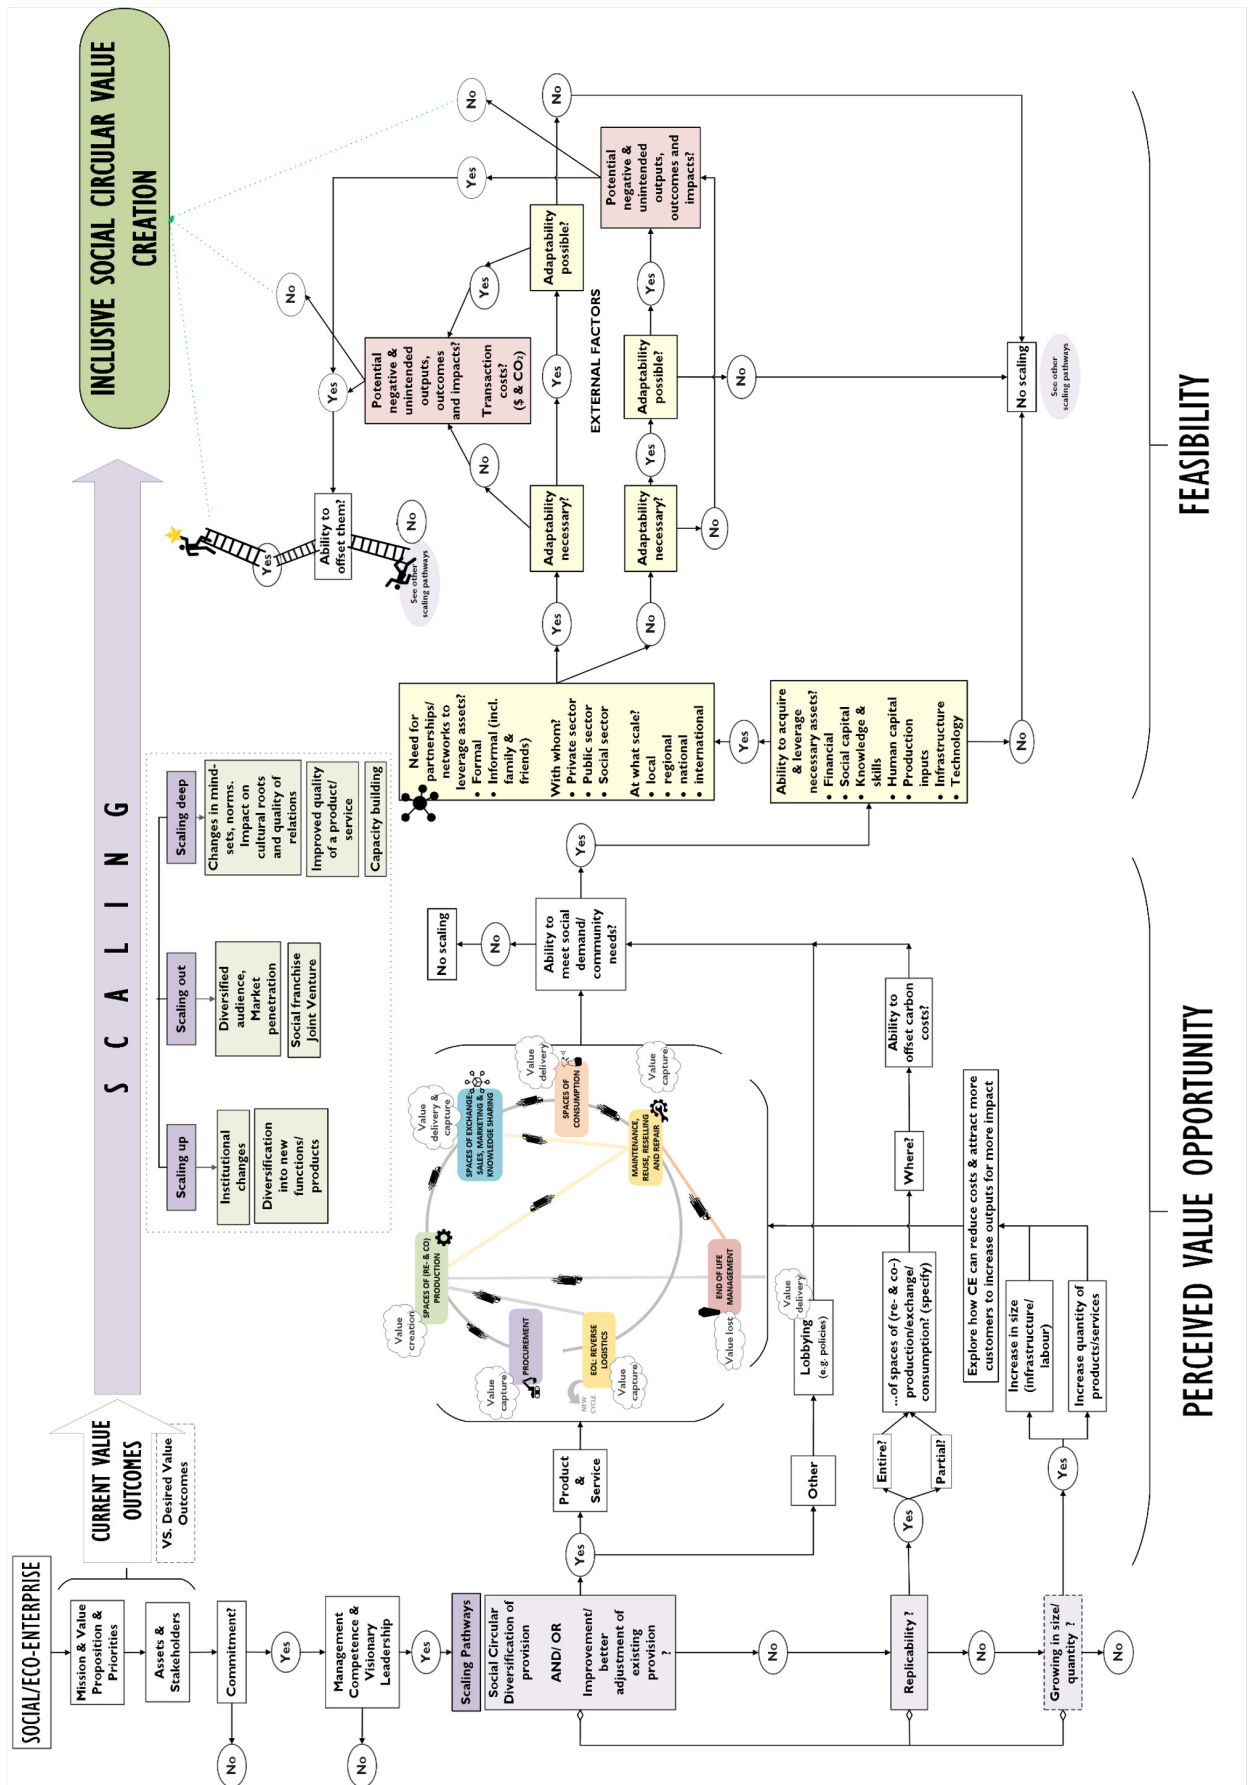 SOCIAL/ECO-ENTERPRISE
Mission & Value
Proposition &
Priorities
Assets &
Stakeholders
CURRENT VALUE
OUTCOMES
VS. Desired Value
Outcomes
SCALING
INCLUSIVE SOCIAL CIRCULAR VALUE
CREATION
Commitment?
No
Yes
Management
Competence &
Visionary
Leadership
No
Yes
Scaling Pathways
Scaling up
Institutional
changes
Diversification
into new
functions/
products
Scaling out
Diversified
audience,
Market
penetration
Social franchise
Joint Venture
Scaling deep
Changes in mind-
sets, norms.
Impact on
cultural roots
and quality of
relations
Improved quality
of a product/
service
Capacity building
Social Circular
Diversification of
provision
AND/ OR
Improvement/
better
adjustment of
existing
provision
?
Yes
No
Product
&
Service
Other
Lobbying
(e.g. policies)
Value
creation
SPACES OF (RE- & CO)
PRODUCTION
Value
delivery &
capture
SPACES OF EXCHANGE:
SALES, MARKETING &
KNOWLEDGE SHARING
Value
delivery
SPACES OF
CONSUMPTION
Value
capture
MAINTENANCE,
REUSE, RESELLING
AND REPAIR
Value
capture
PROCUREMENT
NEW
CYCLE
EOL: REVERSE
LOGISTICS
Value
capture
END OF LIFE
MANAGEMENT
Value lost
Value
delivery
Replicability ?
Yes
No
Entire?
Partial?
...of spaces of (re- & co-)
production/exchange/
consumption? (specify)
Where?
Ability to
offset carbon
costs?
Growing in size/
quantity ?
Yes
No
Increase in size
(infrastructure/
labour)
Increase quantity of
products/services
Explore how CE can reduce costs & attract more
customers to increase outputs for more impact
Ability to
meet social
demand/
community
needs?
No
No scaling
Yes
PERCEIVED VALUE OPPORTUNITY
Ability to acquire
& leverage
necessary assets?
• Financial
• Social capital
• Knowledge &
skills
• Human capital
• Production
inputs
• Infrastructure
• Technology
Yes
No
Need for
partnerships/
networks to
leverage assets?
• Formal
• Informal (incl.
family &
friends)
With whom?
• Private sector
• Public sector
• Social sector
At what scale?
• local
• regional
• national
• international
Yes
No
Adaptability
necessary?
No
Yes
Adaptability
possible?
Yes
No
EXTERNAL FACTORS
Adaptability
necessary?
Yes
No
Adaptability
possible?
Yes
No
Potential
negative &
unintended
outputs,
outcomes
and impacts?
Transaction
costs?
($ & CO₂)
No
Yes
Potential
negative &
unintended
outputs,
outcomes and
impacts?
Yes
No
Ability to
offset them?
Yes
No
See other
scaling pathways
No scaling
See other
scaling pathways
FEASIBILITY